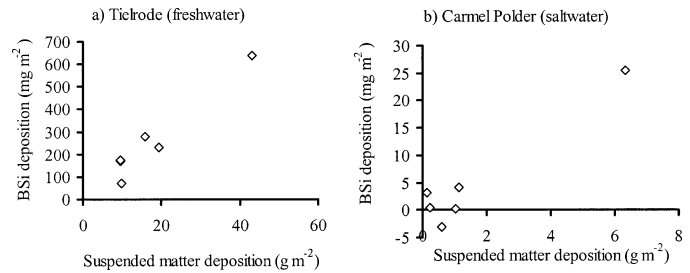 a) Tielrode (freshwater)
BSi deposition (mg m-2)
700
600
500
400
300
200
100
0
0 20 40 60
Suspended matter deposition (g m-2)
b) Carmel Polder (saltwater)
BSi deposition (mg m-2)
30
25
20
15
10
5
0
-5
0 2 4 6 8
Suspended matter deposition (g m-2)